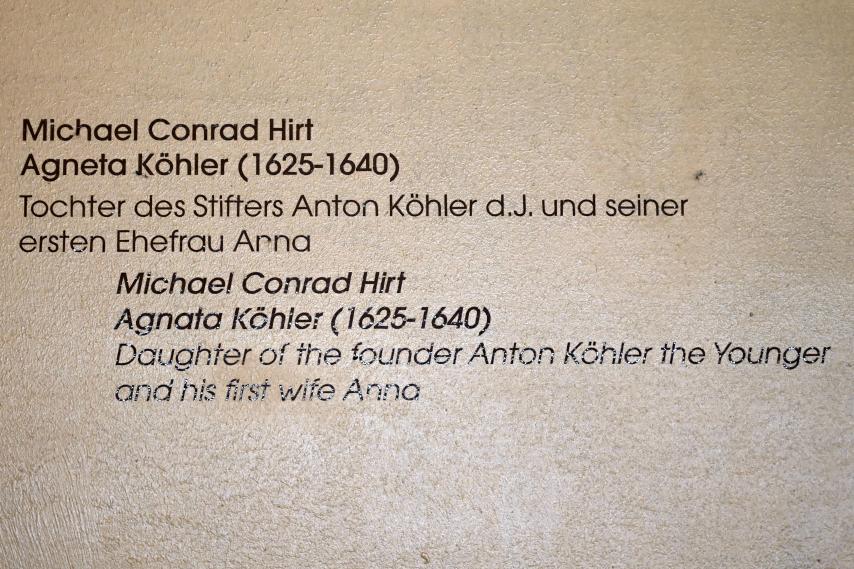 Michael Conrad Hirt
Agneta Köhler (1625-1640)
Tochter des Stifters Anton Köhler d.J. und seiner
ersten Ehefrau Anna
Michael Conrad Hirt
Agnata Köhler (1625-1640)
Daughter of the founder Anton Köhler the Younger
and his first wife Anna